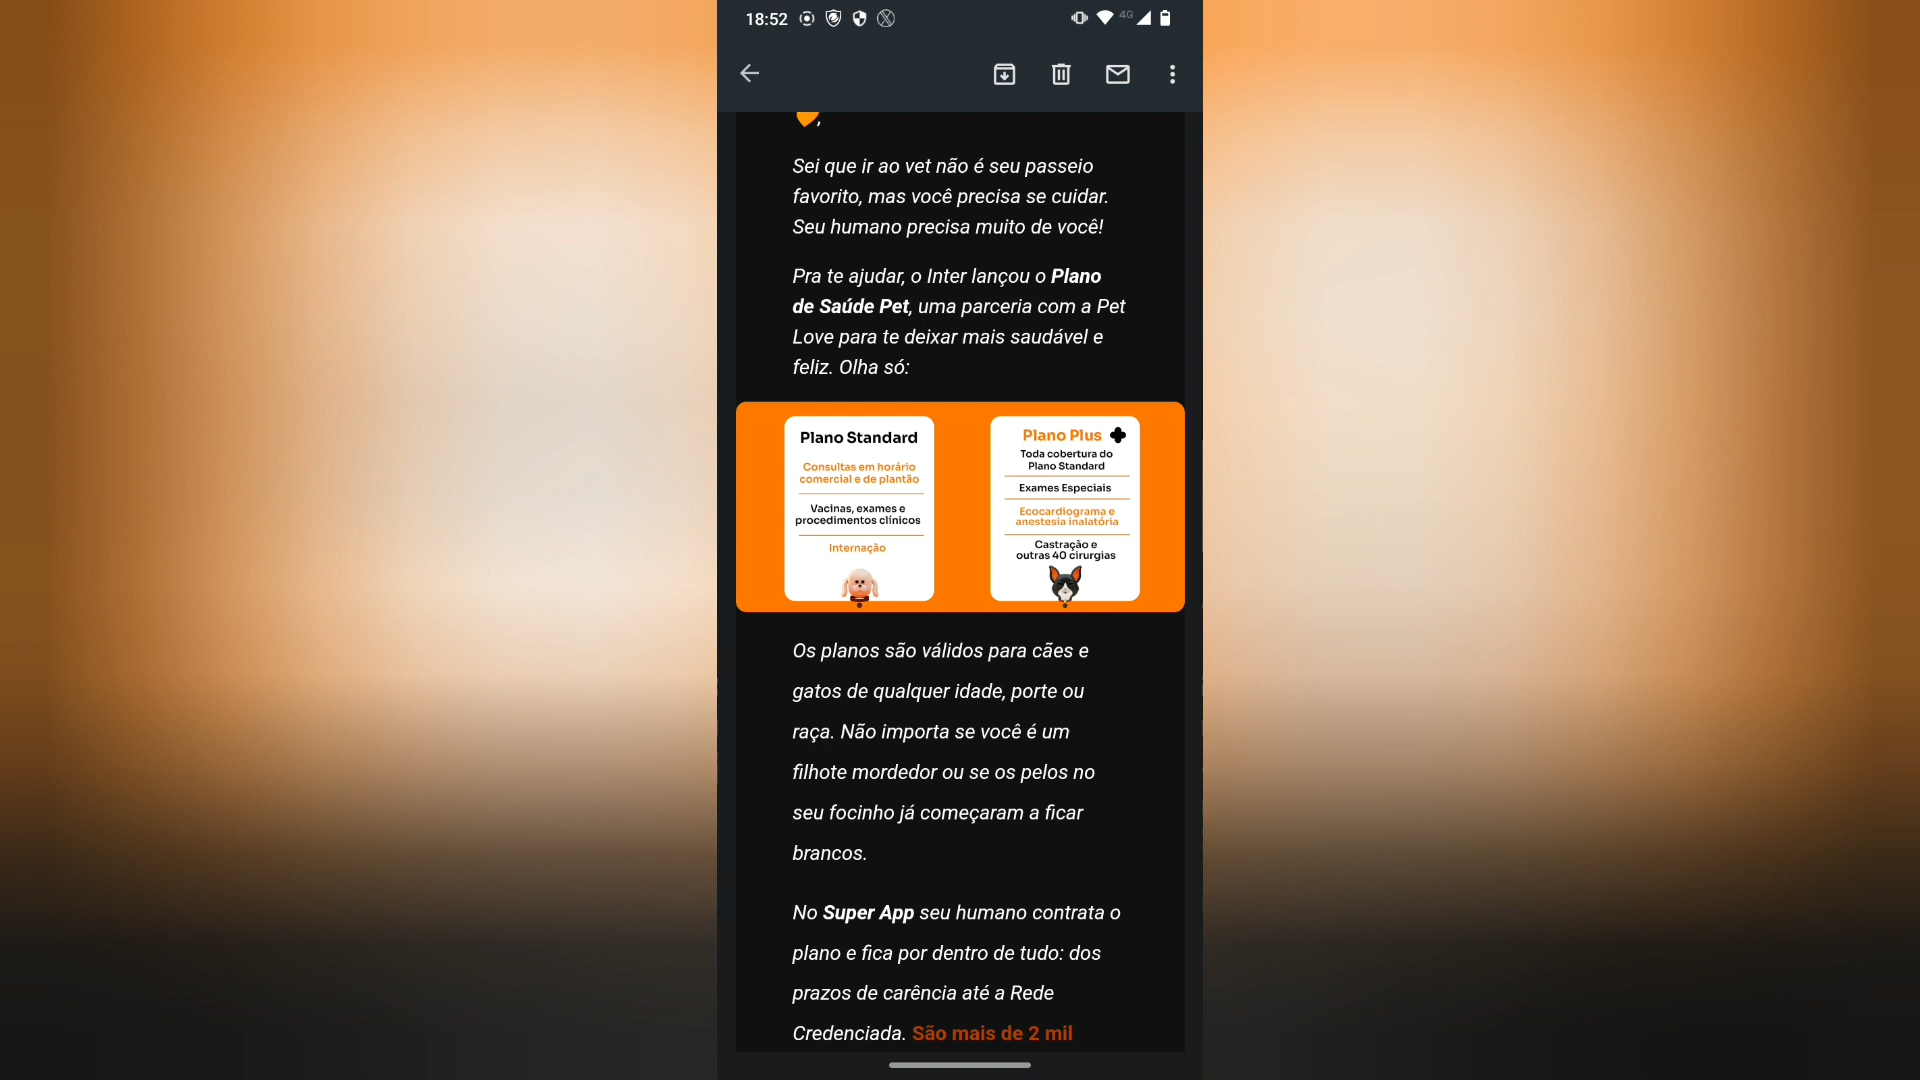 18:52
4G
,
Sei que ir ao vet não é seu passeio
favorito, mas você precisa se cuidar.
Seu humano precisa muito de você!
Pra te ajudar, o Inter lançou o Plano
de Saúde Pet, uma parceria com a Pet
Love para te deixar mais saudável e
feliz. Olha só:
Plano Standard
Consultas em horário
comercial e de plantão
Vacinas, exames e
procedimentos clínicos
Internação
Plano Plus
Toda cobertura do
Plano Standard
Exames Especiais
Ecocardiograma e
anestesia inalatória
Castração e
outras 40 cirurgias
Os planos são válidos para cães e
gatos de qualquer idade, porte ou
raça. Não importa se você é um
filhote mordedor ou se os pelos no
seu focinho já começaram a ficar
brancos.
No Super App seu humano contrata o
plano e fica por dentro de tudo: dos
prazos de carência até a Rede
Credenciada. São mais de 2 mil